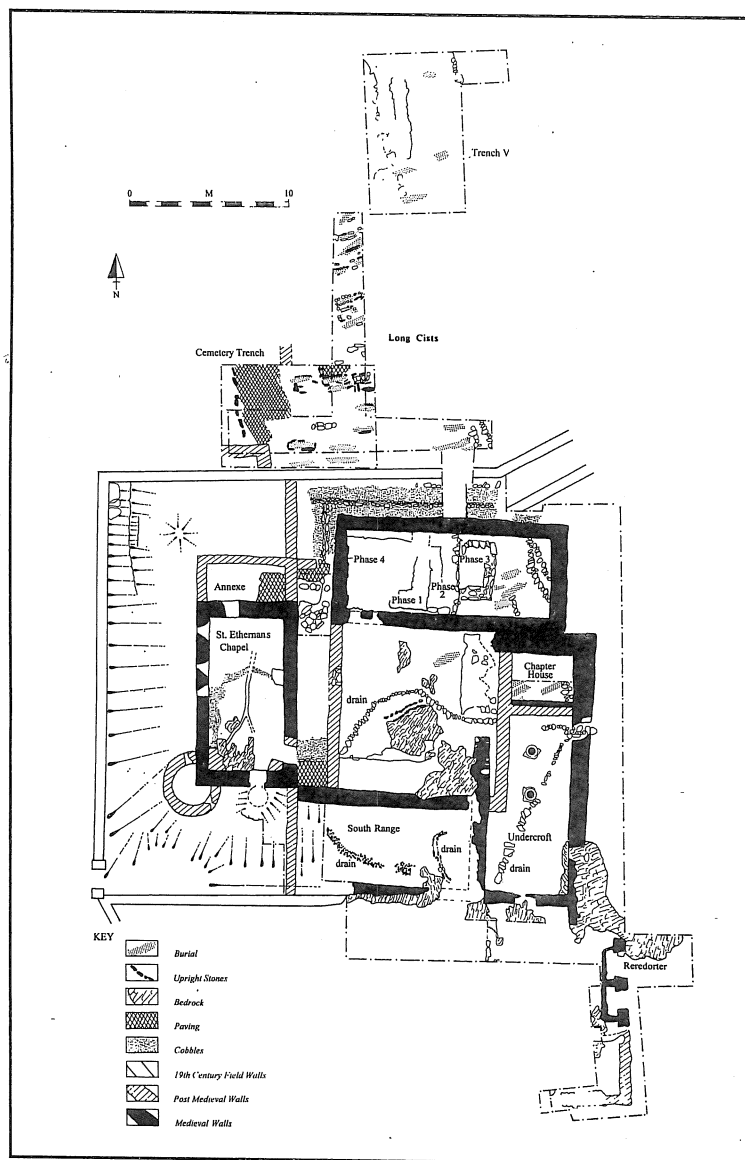 Trench V
0 M 10
N
Long Cists
Cemetery Trench
Phase 4
Phase 3
Phase 2
Phase 1
Annexe
St. Ethernans
Chapel
Chapter
House
drain
South Range
drain
drain
Undercroft
drain
Reredorter
KEY
Burial
Upright Stones
Bedrock
Paving
Cobbles
19th Century Field Walls
Post Medieval Walls
Medieval Walls